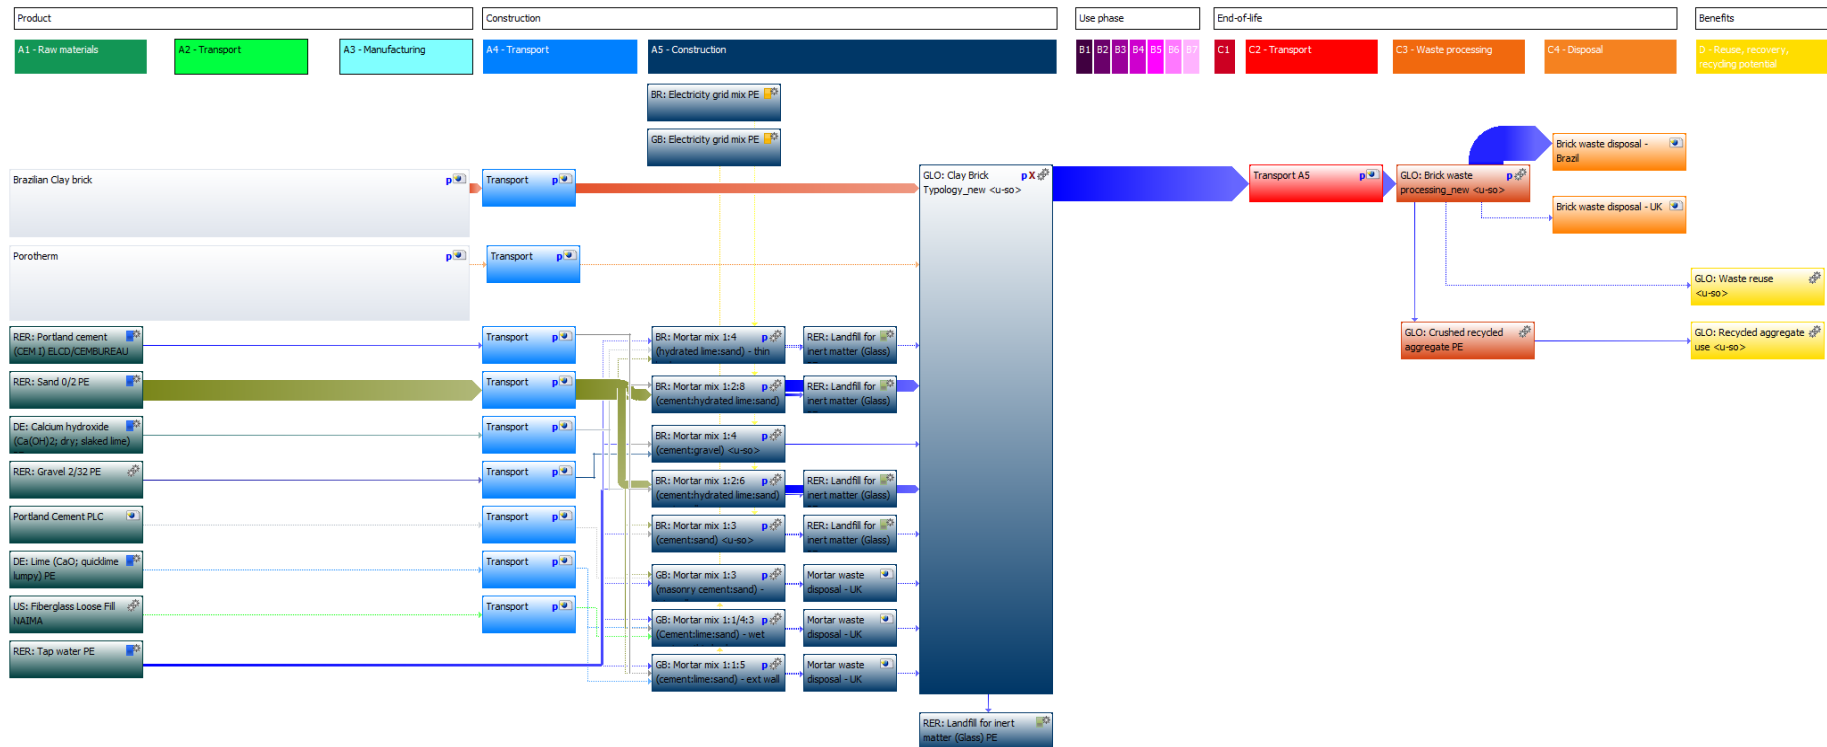 Product
Construction
Use phase
End-of-life
Benefits
A1 - Raw materials
A2 - Transport
A3 - Manufacturing
A4 - Transport
A5 - Construction
B1
B2
B3
B4
B5
B6
B7
C1
C2 - Transport
C3 - Waste processing
C4 - Disposal
D - Reuse, recovery,
recycling potential
BR: Electricity grid mix PE
GB: Electricity grid mix PE
Brazilian Clay brick
p
Transport
p
GLO: Clay Brick
p X
Typology_new <u-so>
Transport A5
p
GLO: Brick waste
p
processing_new <u-so>
Brick waste disposal -
Brazil
Brick waste disposal - UK
Porotherm
p
Transport
p
GLO: Waste reuse
<u-so>
GLO: Crushed recycled
aggregate PE
GLO: Recycled aggregate
use <u-so>
RER: Portland cement
(CEM I) ELCD/CEMBUREAU
Transport
p
BR: Mortar mix 1:4
p
(hydrated lime:sand) - thin
RER: Landfill for
inert matter (Glass)
RER: Sand 0/2 PE
Transport
p
BR: Mortar mix 1:2:8
p
(cement:hydrated lime:sand)
RER: Landfill for
inert matter (Glass)
DE: Calcium hydroxide
(Ca(OH)2; dry; slaked lime)
Transport
p
BR: Mortar mix 1:4
p
(cement:gravel) <u-so>
RER: Gravel 2/32 PE
Transport
p
BR: Mortar mix 1:2:6
p
(cement:hydrated lime:sand)
RER: Landfill for
inert matter (Glass)
Portland Cement PLC
Transport
p
BR: Mortar mix 1:3
p
(cement:sand) <u-so>
RER: Landfill for
inert matter (Glass)
DE: Lime (CaO; quicklime
lumpy) PE
Transport
p
GB: Mortar mix 1:3
p
(masonry cement:sand) -
Mortar waste
disposal - UK
US: Fiberglass Loose Fill
NAIMA
Transport
p
GB: Mortar mix 1:1/4:3
p
(Cement:lime:sand) - wet
Mortar waste
disposal - UK
RER: Tap water PE
GB: Mortar mix 1:1:5
p
(cement:lime:sand) - ext wall
Mortar waste
disposal - UK
RER: Landfill for inert
matter (Glass) PE